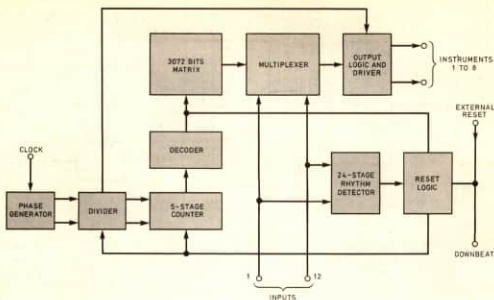 3072 BITS
MATRIX
MULTIPLEXER
OUTPUT
LOGIC AND
DRIVER
INSTRUMENTS
1 TO 8
EXTERNAL
RESET
DECODER
CLOCK
24-STAGE
RHYTHM
DETECTOR
RESET
LOGIC
PHASE
GENERATOR
DIVIDER
5-STAGE
COUNTER
DOWNBEAT
1
12
INPUTS